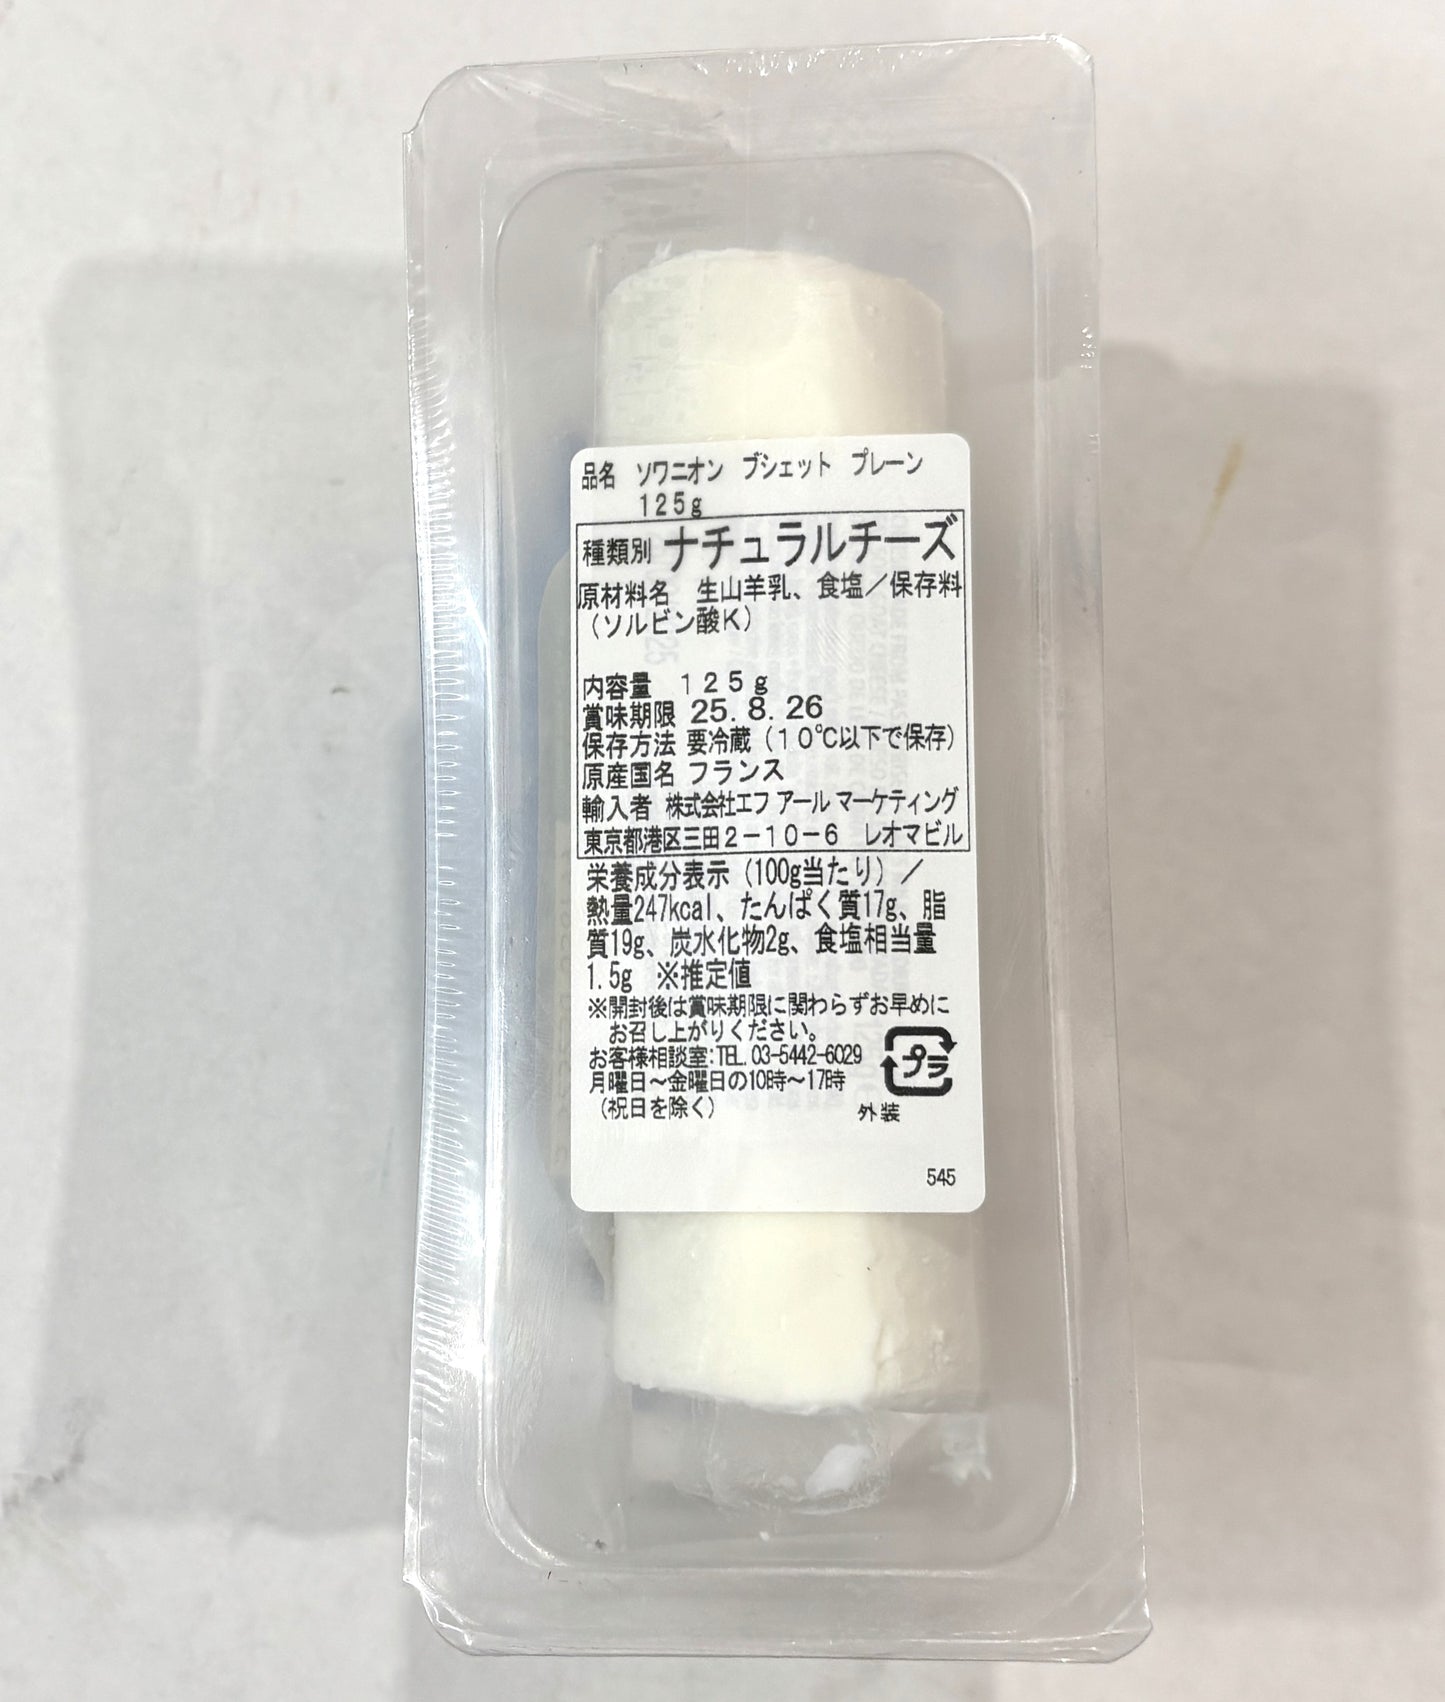 品名 ソワニオン ブシェット プレーン
125g
種類別 ナチュラルチーズ
原材料名 生山羊乳、食塩／保存料
（ソルビン酸K）
内容量 125g
賞味期限 25. 8. 26
保存方法 要冷蔵（10℃以下で保存）
原産国名 フランス
輸入者 株式会社エフ アール マーケティング
東京都港区三田2－10－6 レオマビル
栄養成分表示（100g当たり）／
熱量247kcal、たんぱく質17g、脂
質19g、炭水化物2g、食塩相当量
1.5g ※推定値
※開封後は賞味期限に関わらずお早めに
お召し上がりください。
お客様相談室:TEL. 03-5442-6029
月曜日～金曜日の10時～17時
（祝日を除く）
プラ
外装
545